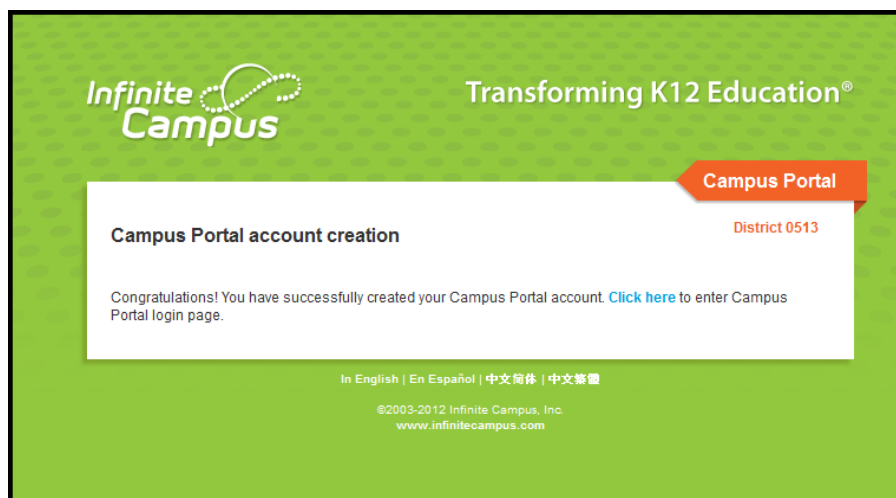 Infinite
Campus
Transforming K12 Education®
Campus Portal
District 0513
Campus Portal account creation
Congratulations! You have successfully created your Campus Portal account. Click here to enter Campus
Portal login page.
In English | En Español | 中文简体 | 中文繁體
©2003-2012 Infinite Campus, Inc.
www.infinitecampus.com